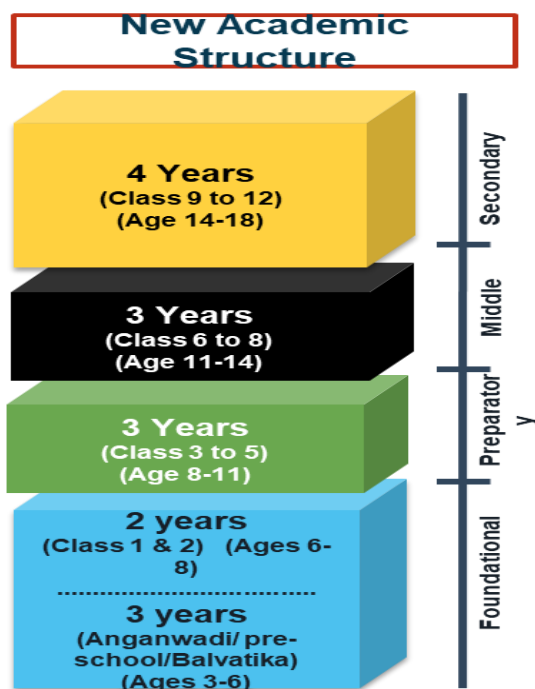 New Academic
Structure
4 Years
(Class 9 to 12)
(Age 14-18)
Secondary
3 Years
(Class 6 to 8)
(Age 11-14)
Middle
3 Years
(Class 3 to 5)
(Age 8-11)
Preparator
y
2 years
(Class 1 & 2) (Ages 6-
8)
3 years
(Anganwadi/ pre-
school/Balvatika)
(Ages 3-6)
Foundational